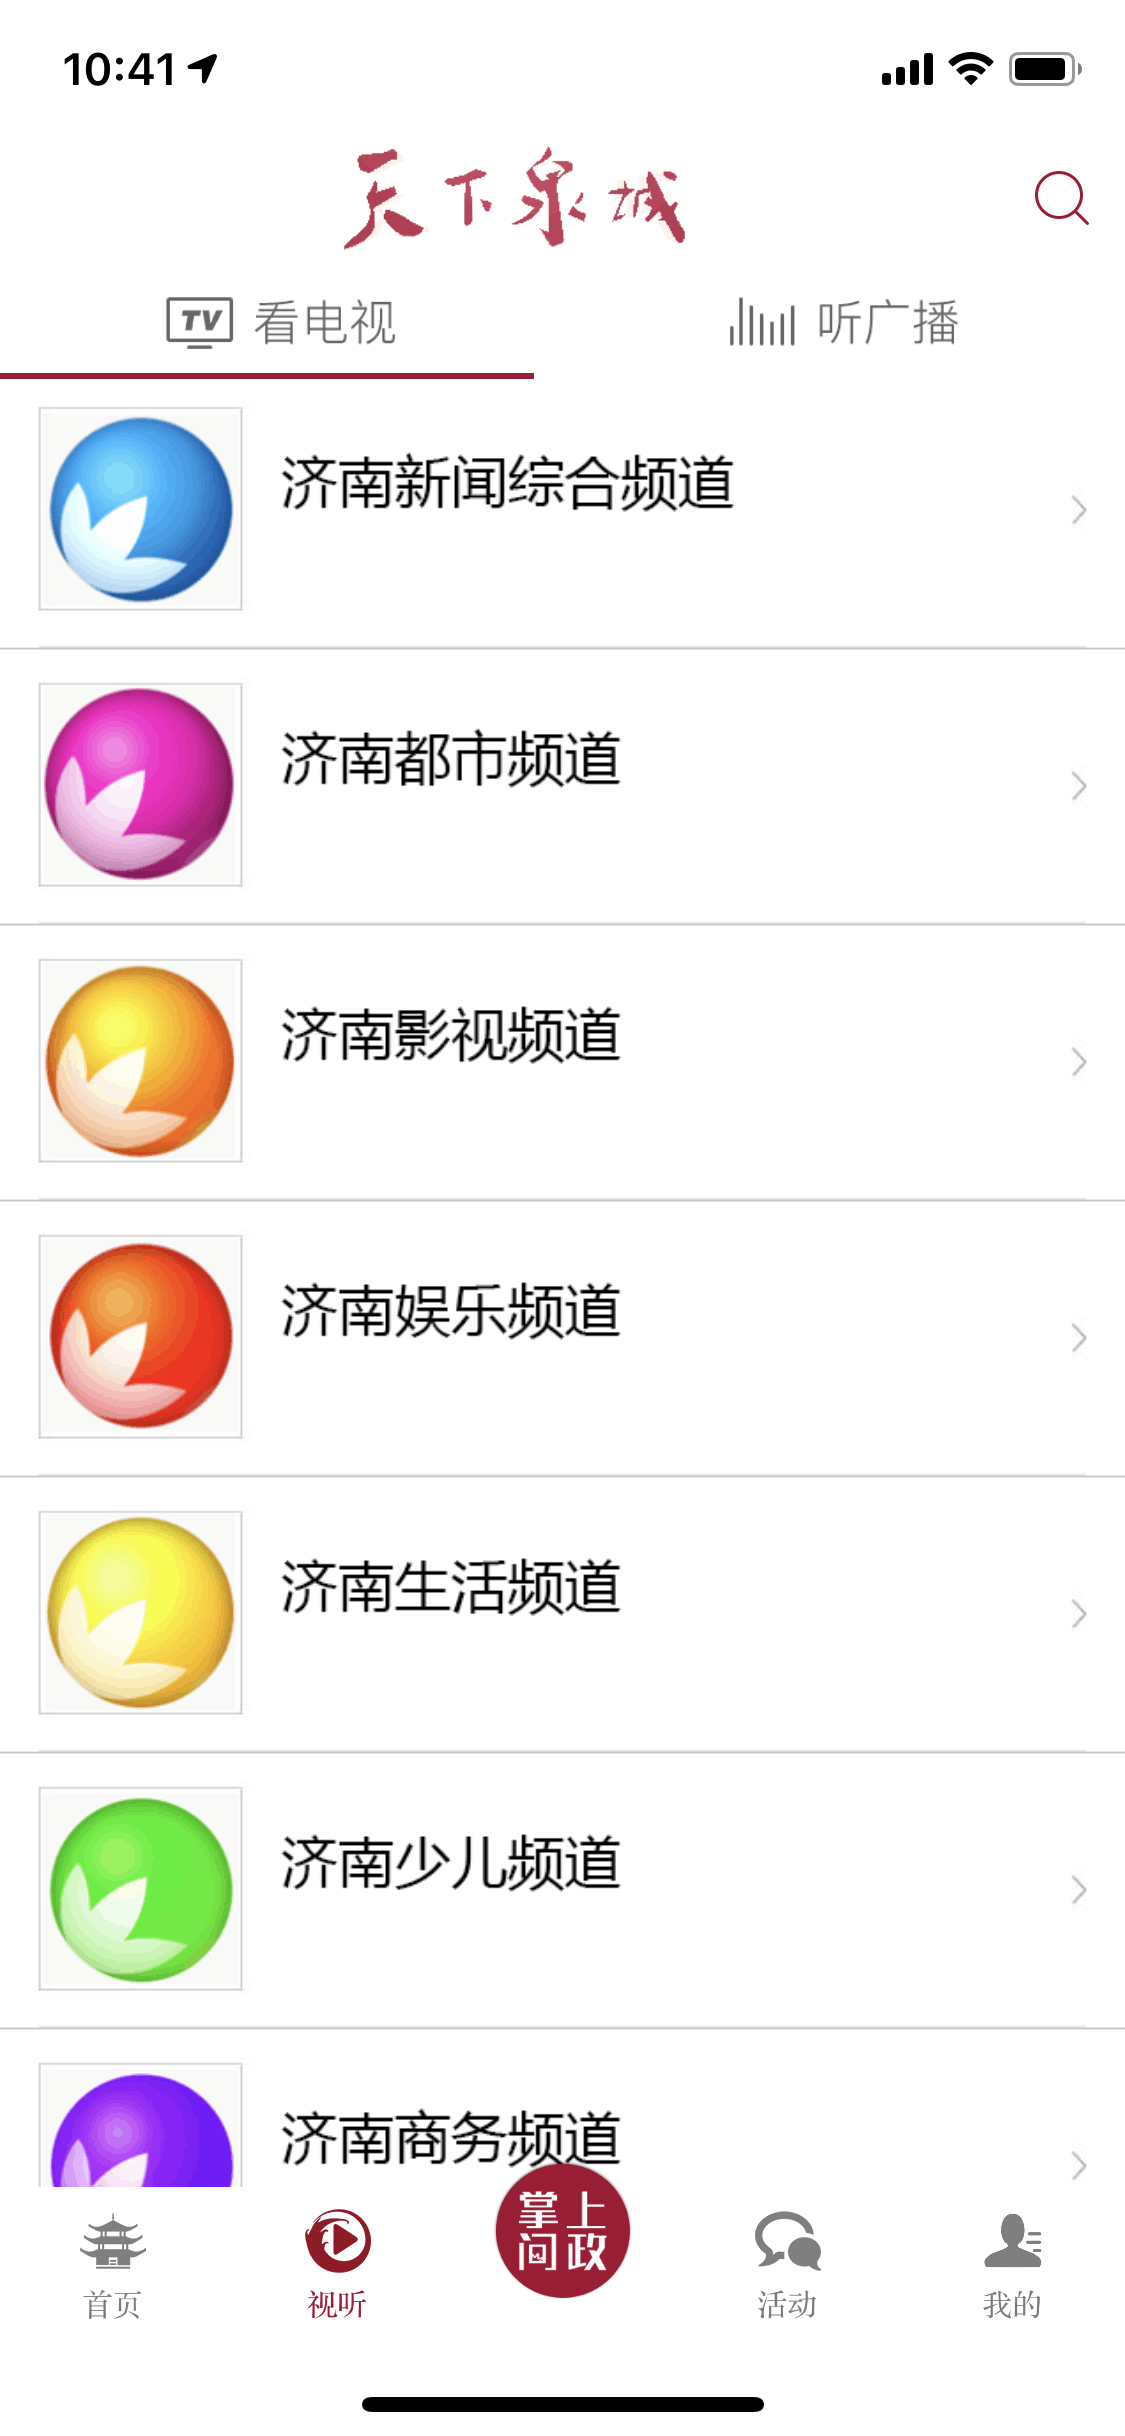 10:41
天下泉城
TV 看电视 听广播
济南新闻综合频道
济南都市频道
济南影视频道
济南娱乐频道
济南生活频道
济南少儿频道
济南商务频道
掌上
问政
首页 视听 活动 我的